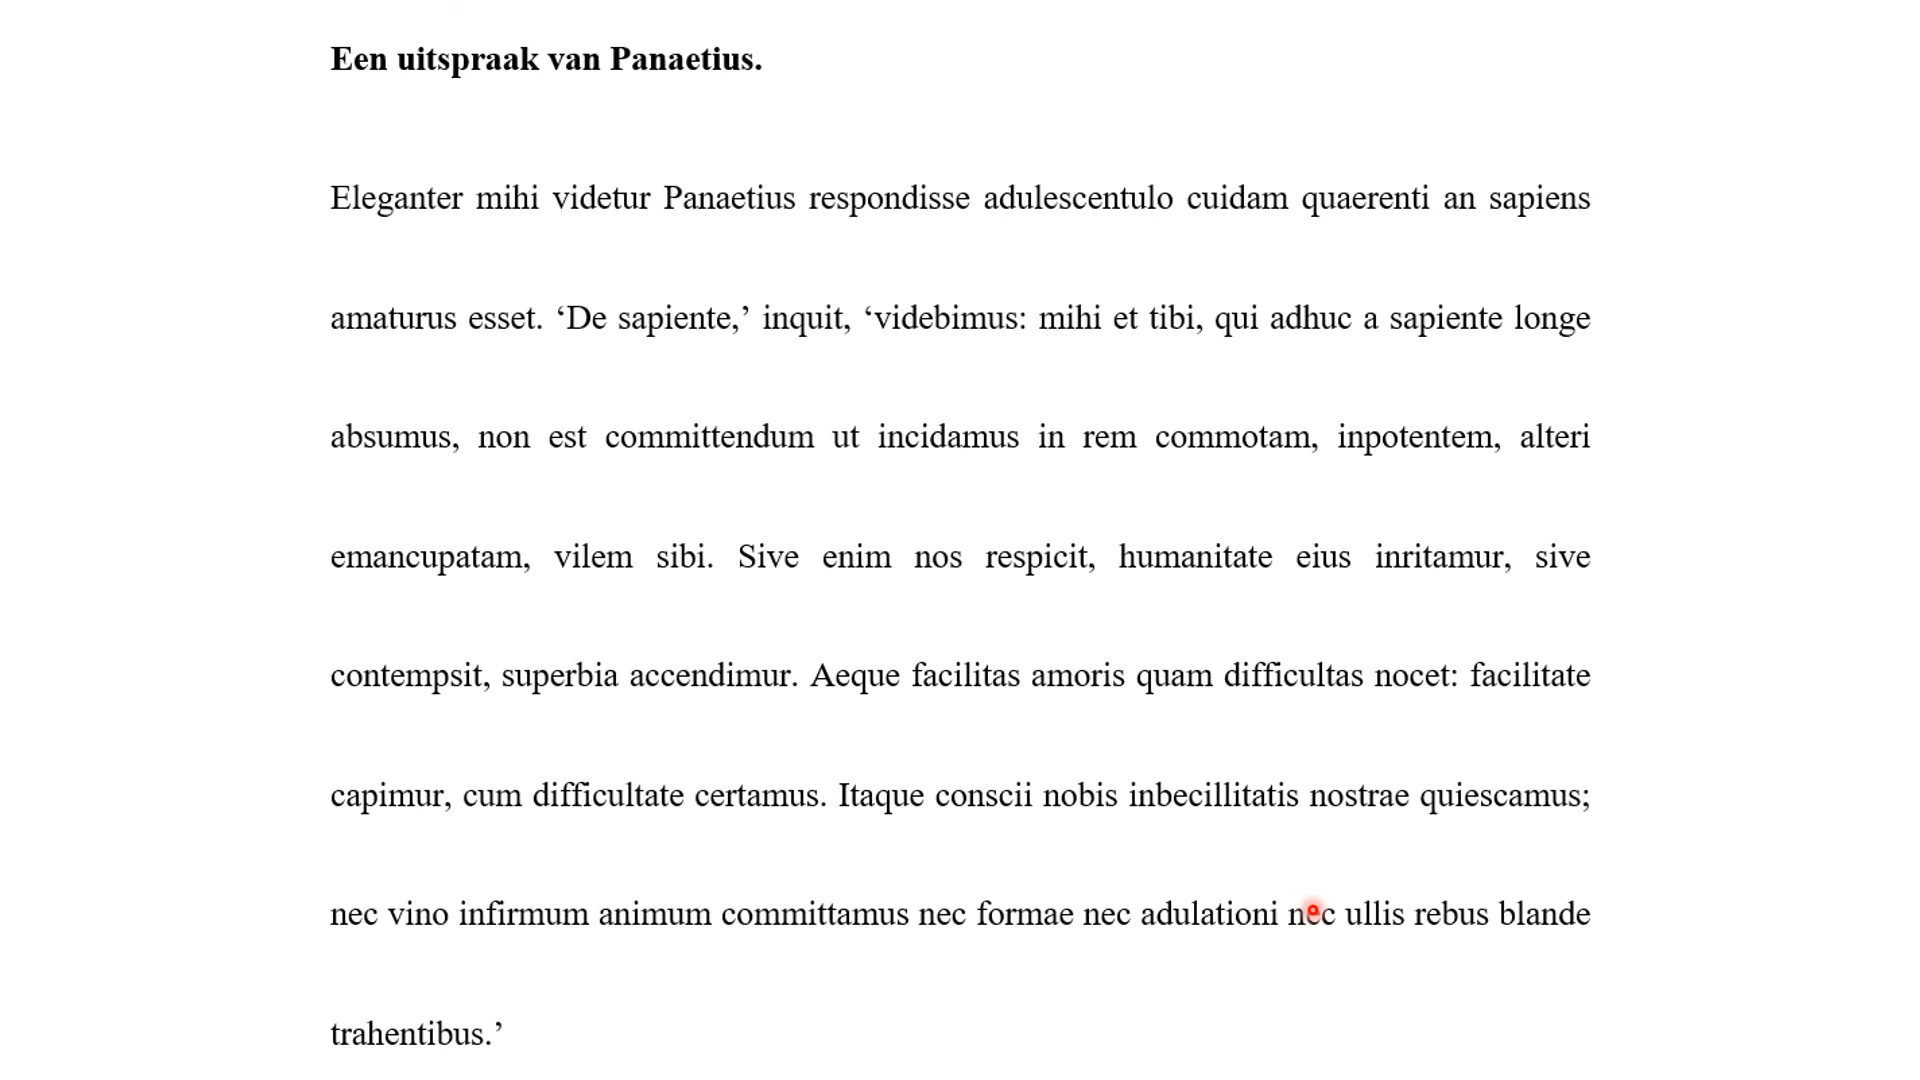 Een uitspraak van Panaetius.
Eleganter mihi videtur Panaetius respondisse adulescentulo cuidam quaerenti an sapiens
amaturus esset. ‘De sapiente,’ inquit, ‘videbimus: mihi et tibi, qui adhuc a sapiente longe
absumus, non est committendum ut incidamus in rem commotam, inpotentem, alteri
emancupatam, vilem sibi. Sive enim nos respicit, humanitate eius inritamur, sive
contempsit, superbia accendimur. Aeque facilitas amoris quam difficultas nocet: facilitate
capimur, cum difficultate certamus. Itaque conscii nobis inbecillitatis nostrae quiescamus;
nec vino infirmum animum committamus nec formae nec adulationi nec ullis rebus blande
trahentibus.’